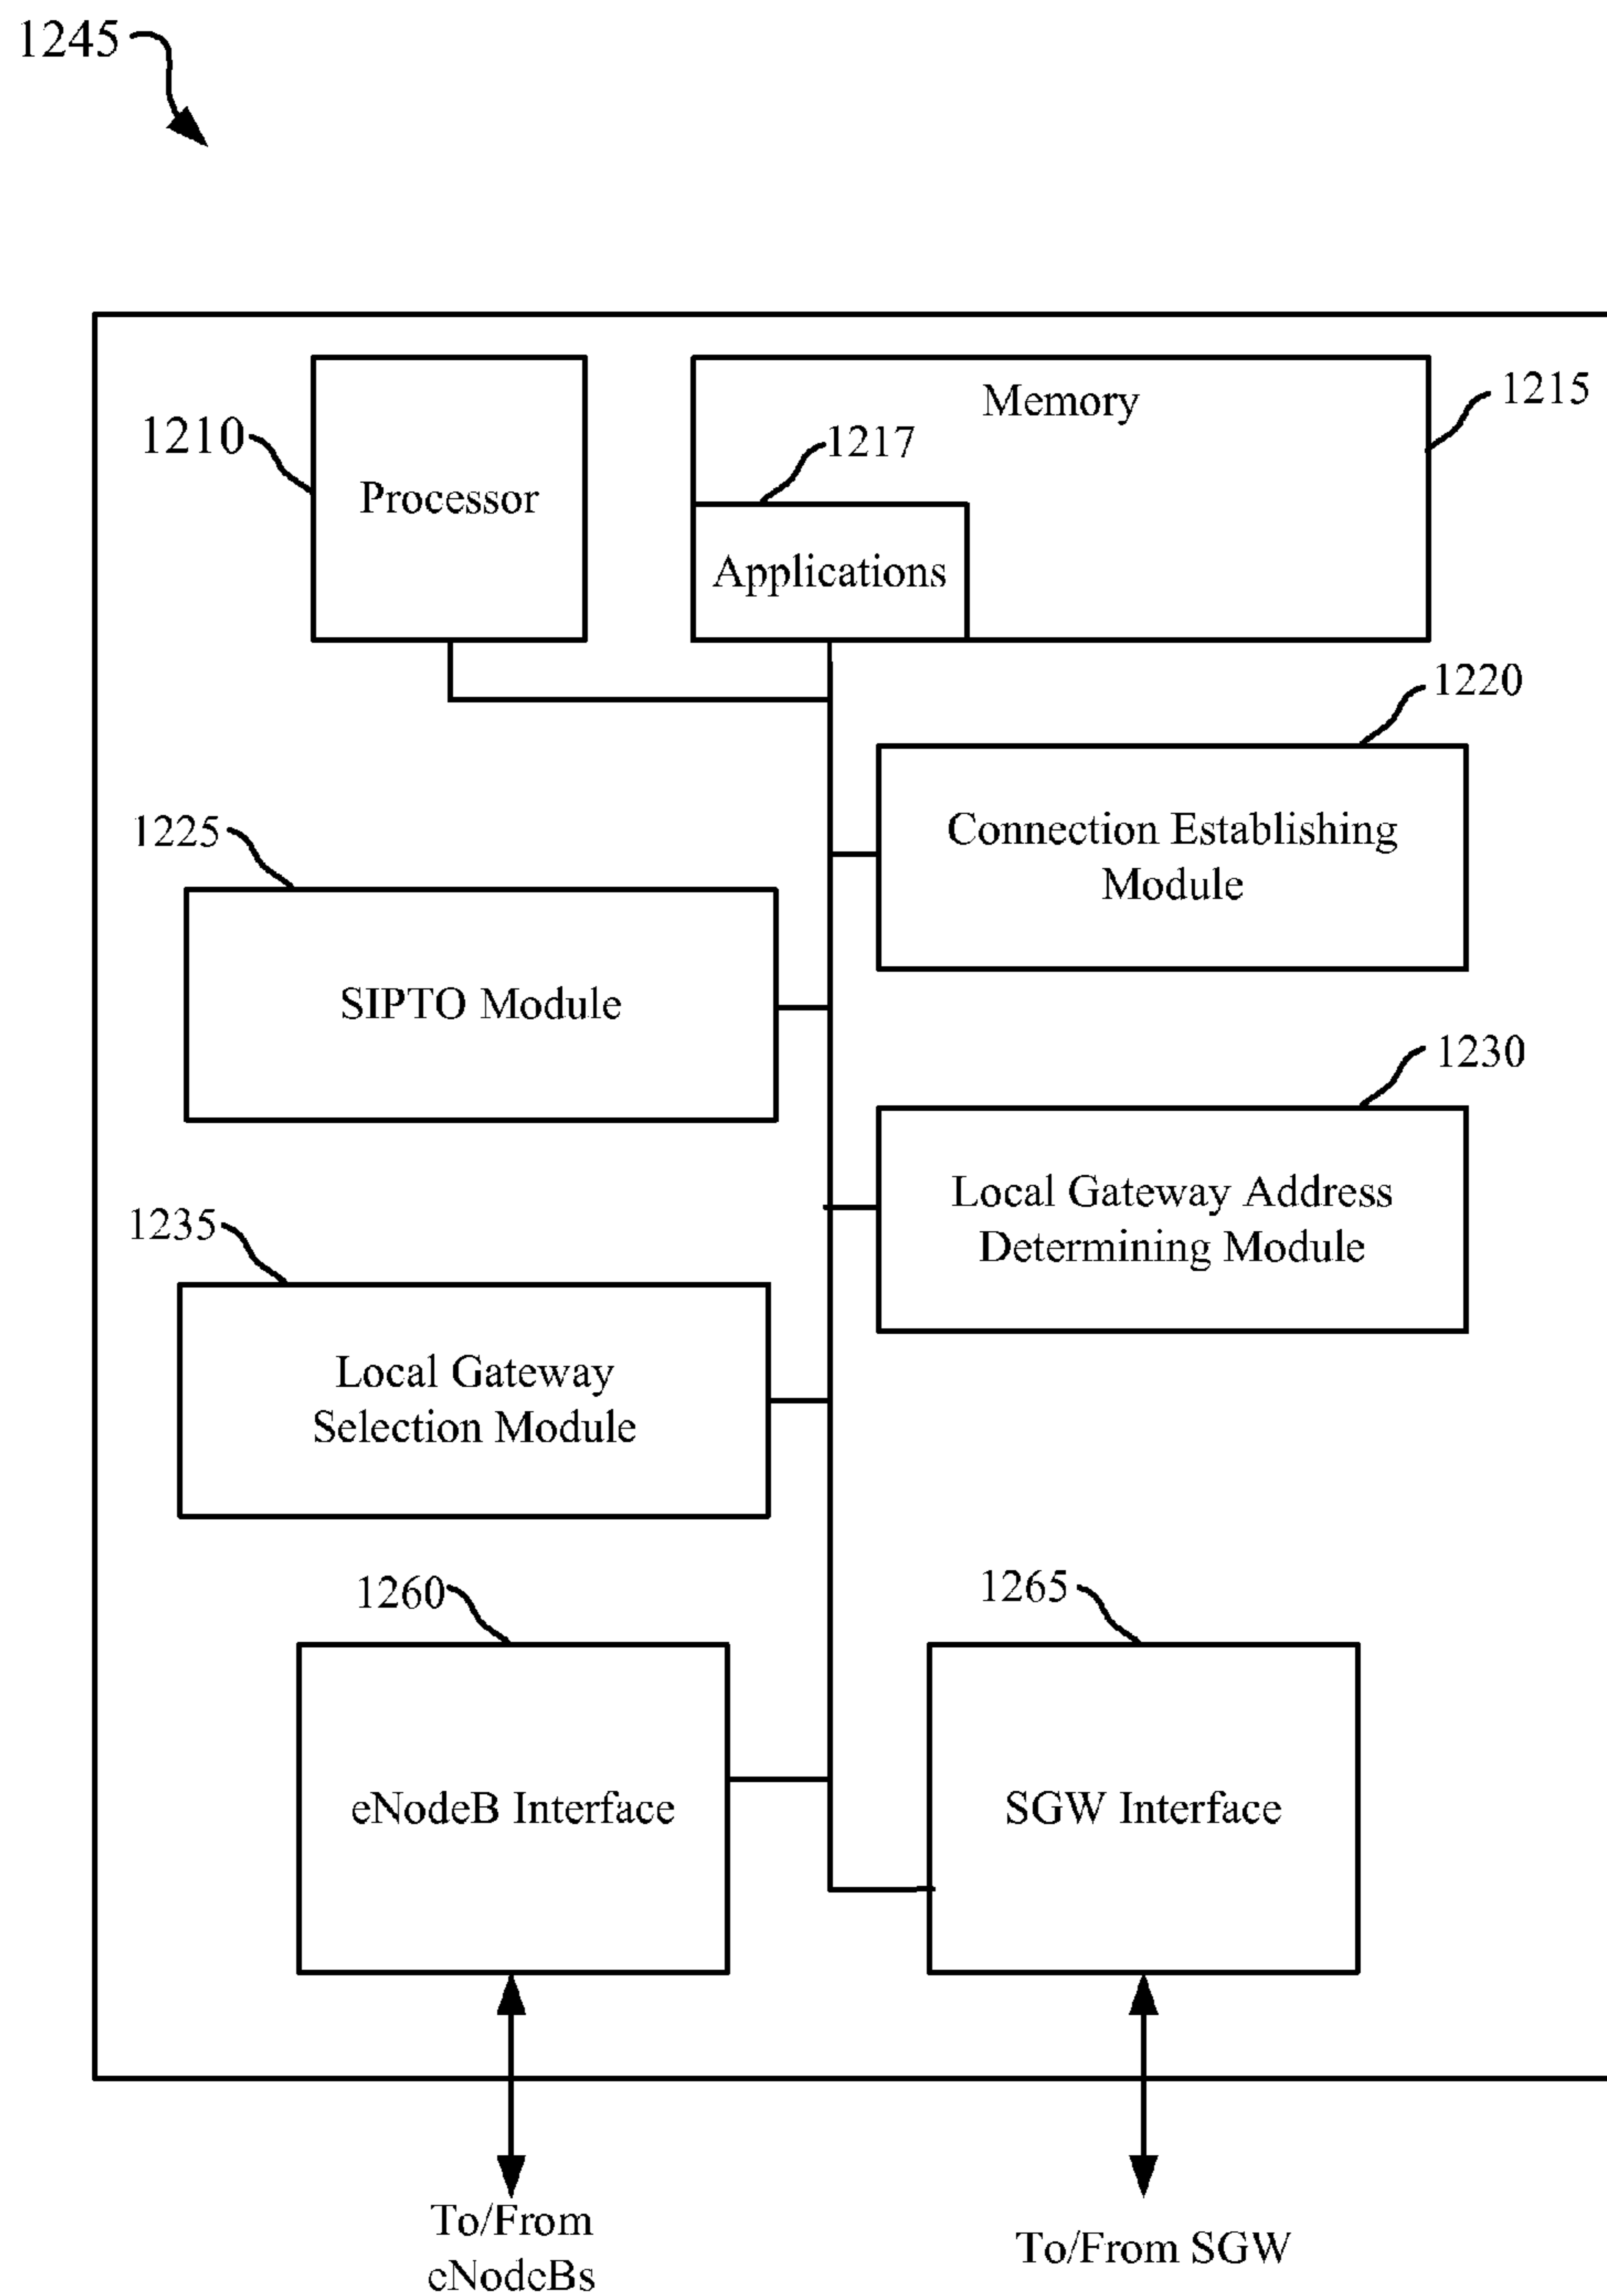 1245
Memory
1215
1210
1217
Processor
Applications
1220
1225
Connection Establishing
Module
SIPTO Module
1230
1235
Local Gateway Address
Determining Module
Local Gateway
Selection Module
1260
1265
eNodeB Interface
SGW Interface
To/From
eNodeBs
To/From SGW